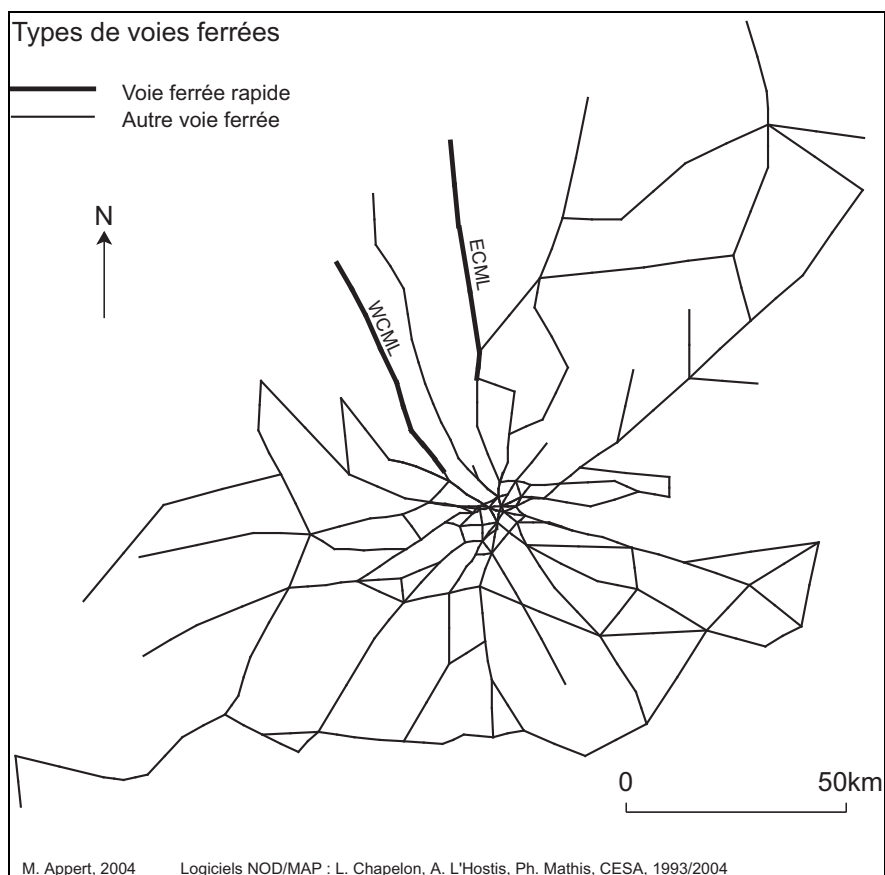 Types de voies ferrées
Voie ferrée rapide
Autre voie ferrée
N
ECML
WCML
0 50km
M. Appert, 2004 Logiciels NOD/MAP : L. Chapelon, A. L'Hostis, Ph. Mathis, CESA, 1993/2004